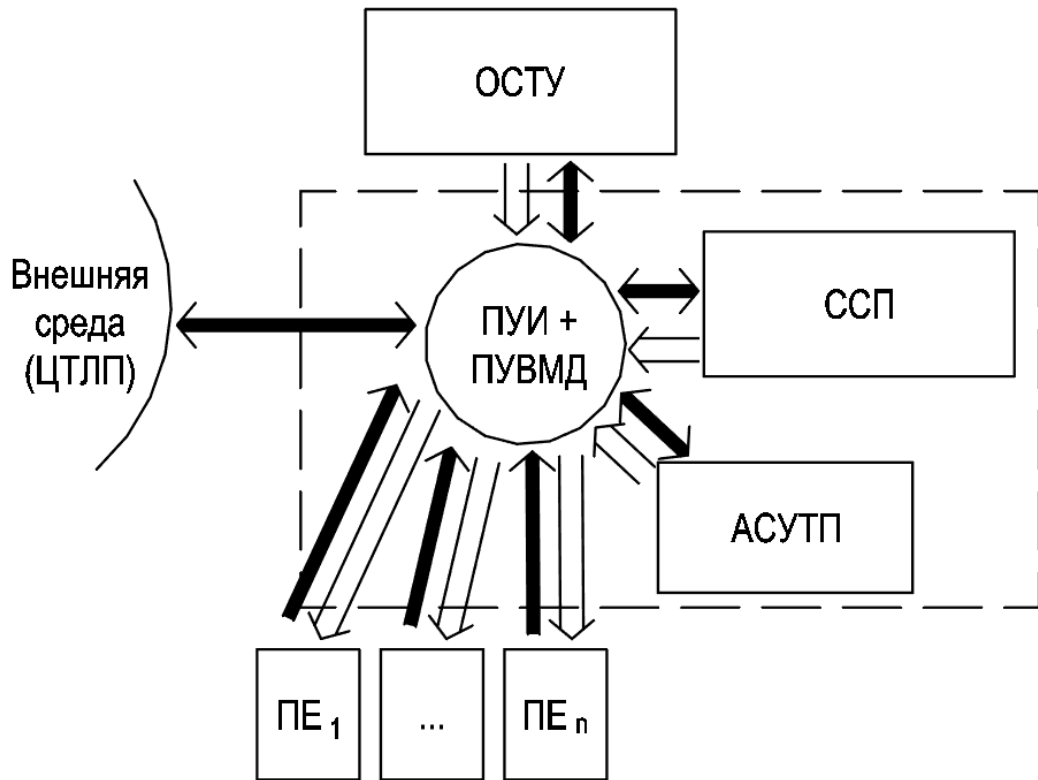 ОСТУ
Внешняя
среда
(ЦТЛП)
ПУИ +
ПУВМД
ССП
АСУТП
ПЕ 1
...
ПЕ n